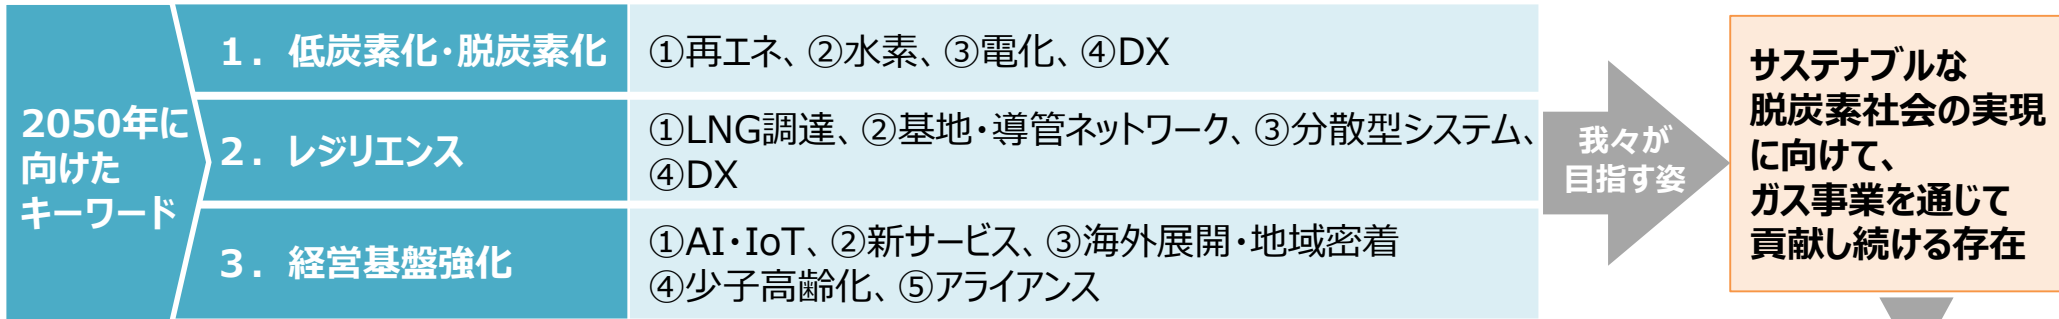 2050年に
向けた
キーワード
1．低炭素化・脱炭素化
①再エネ、②水素、③電化、④DX
2．レジリエンス
①LNG調達、②基地・導管ネットワーク、③分散型システム、
④DX
3．経営基盤強化
①AI・IoT、②新サービス、③海外展開・地域密着
④少子高齢化、⑤アライアンス
我々が
目指す姿
サステナブルな
脱炭素社会の実現
に向けて、
ガス事業を通じて
貢献し続ける存在